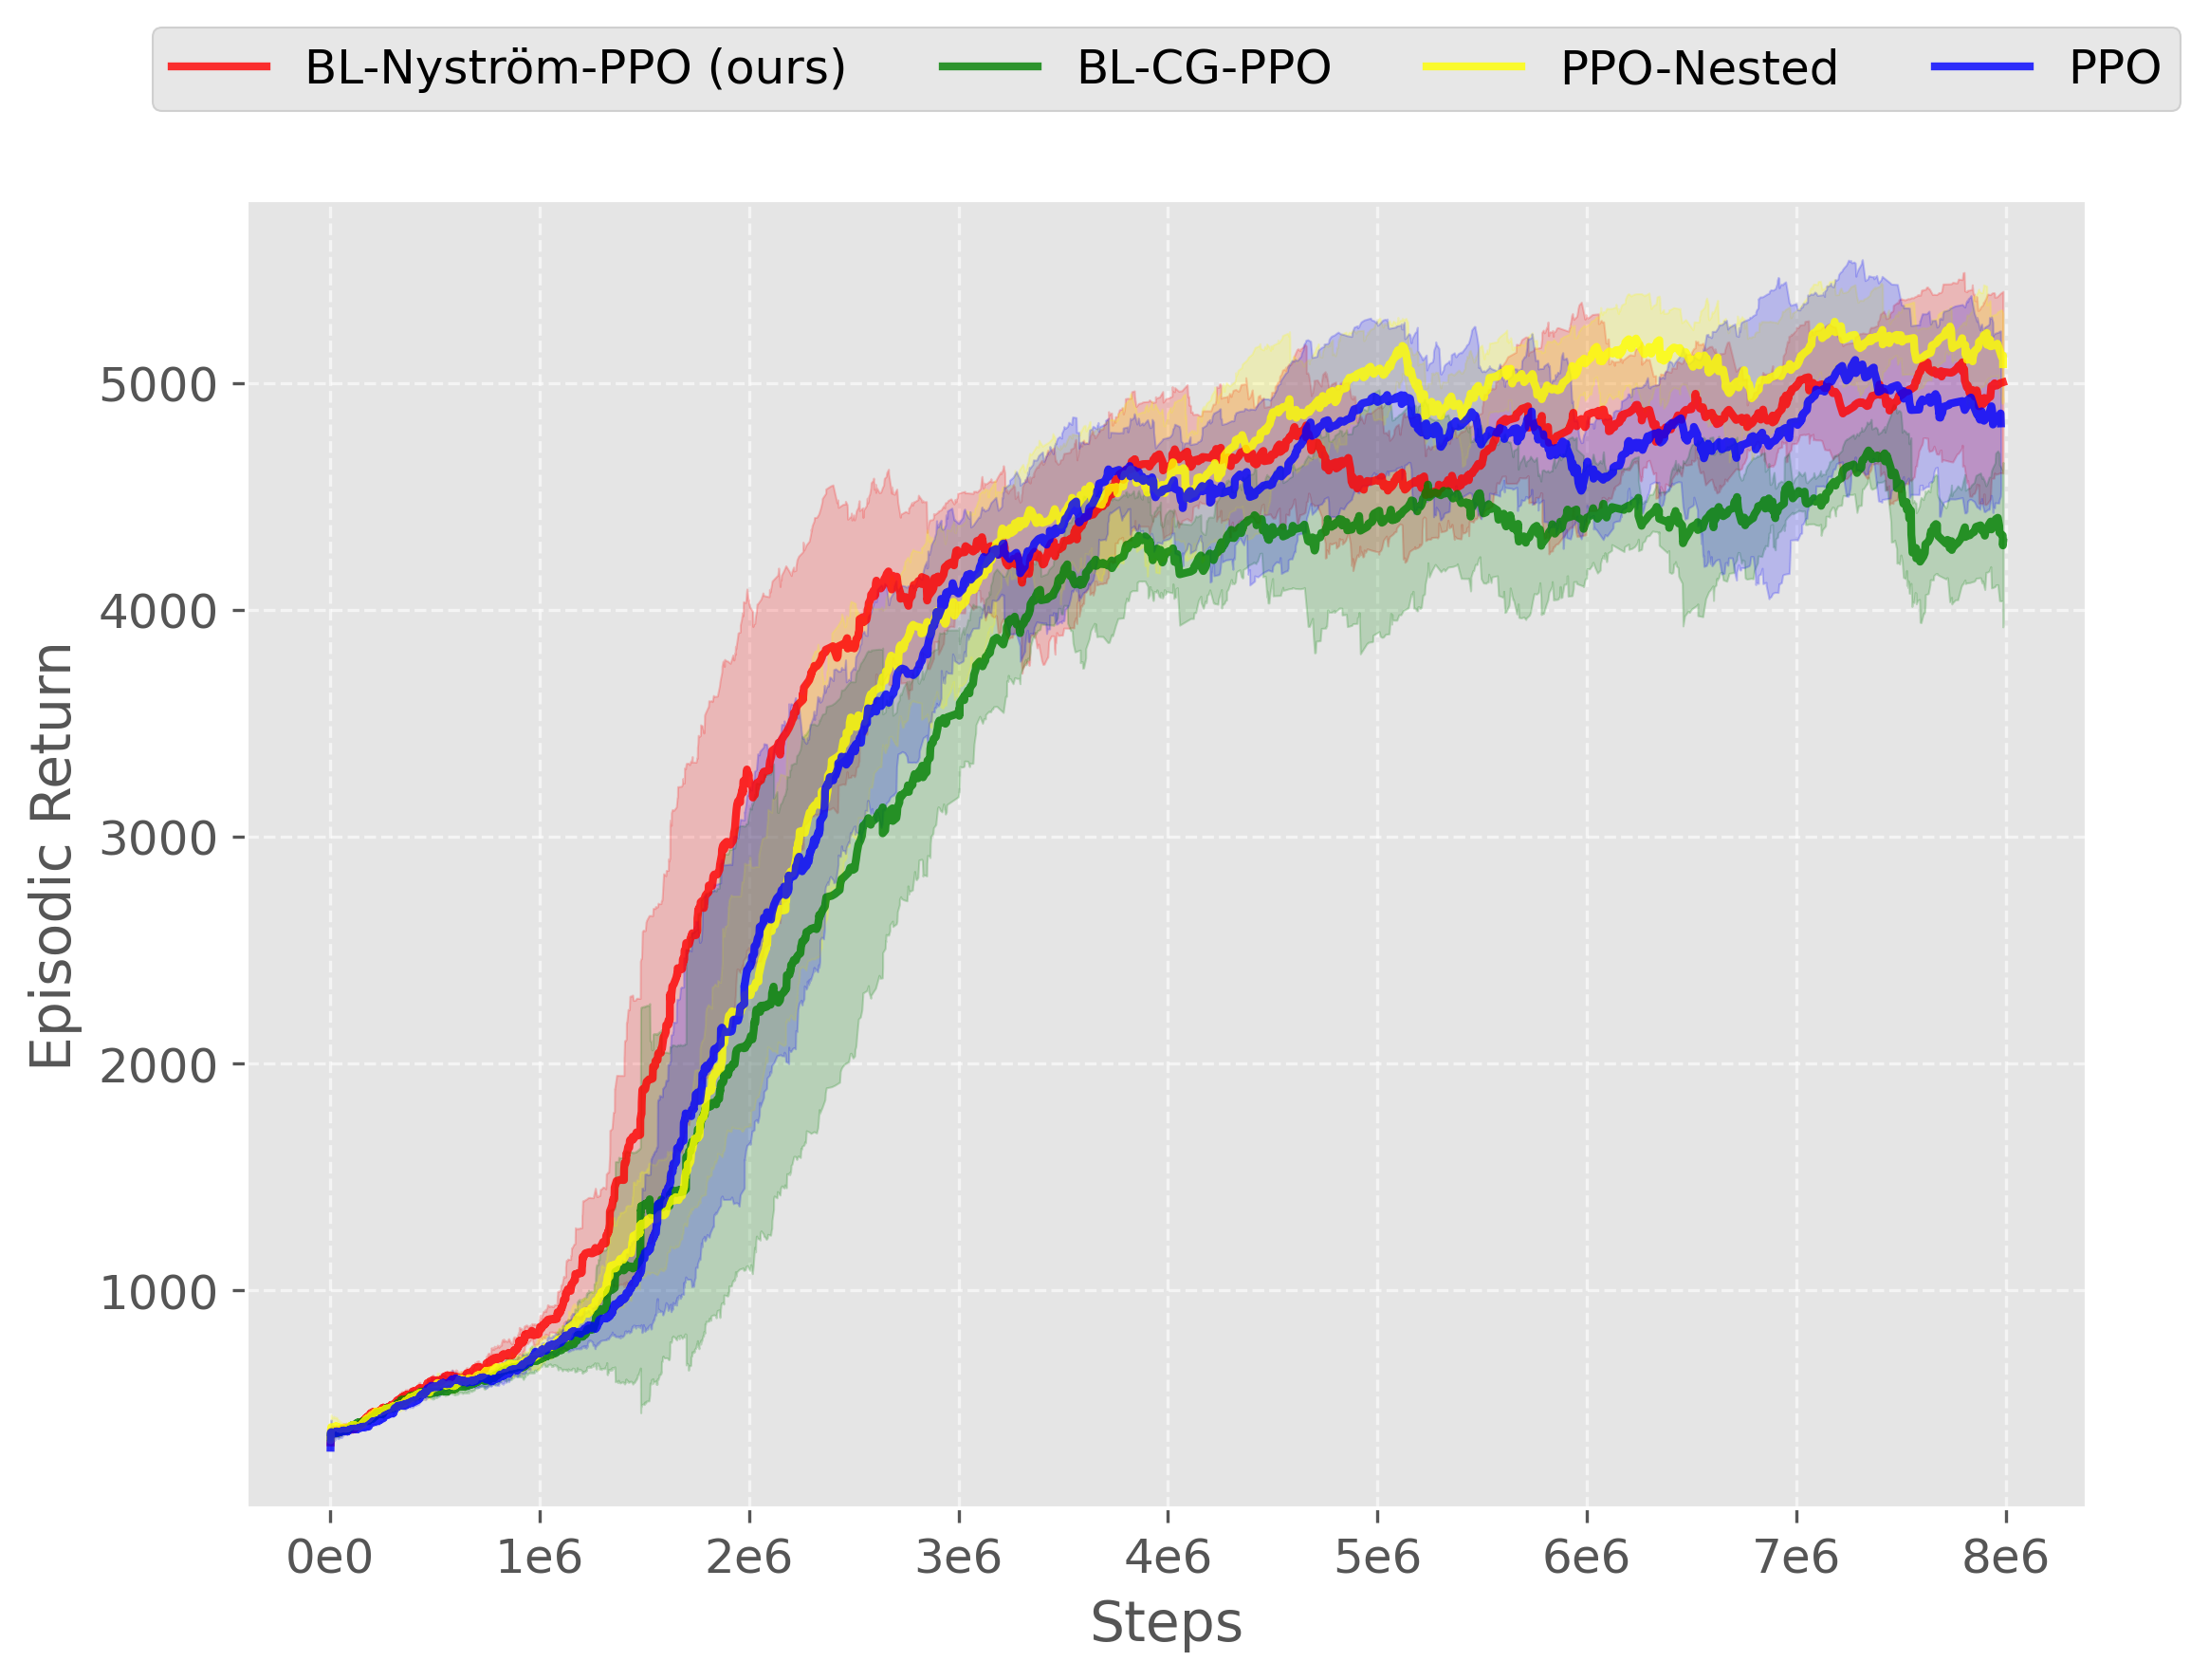 BL-Nyström-PPO (ours) BL-CG-PPO PPO-Nested PPO
Episodic Return
5000
4000
3000
2000
1000
0e0 1e6 2e6 3e6 4e6 5e6 6e6 7e6 8e6
Steps